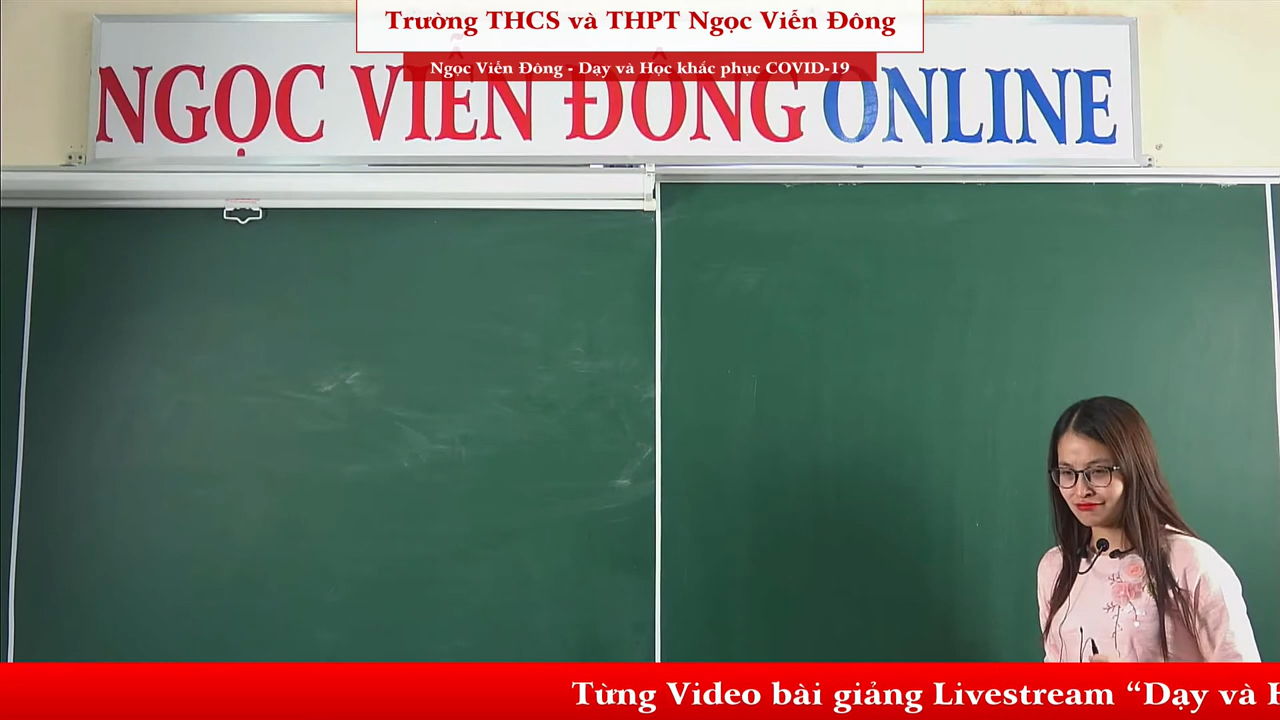 Trường THCS và THPT Ngọc Viễn Đông
Ngọc Viễn Đông - Dạy và Học khắc phục COVID-19
NGỌC VIỄN ĐÔNG ONLINE
Từng Video bài giảng Livestream “Dạy và